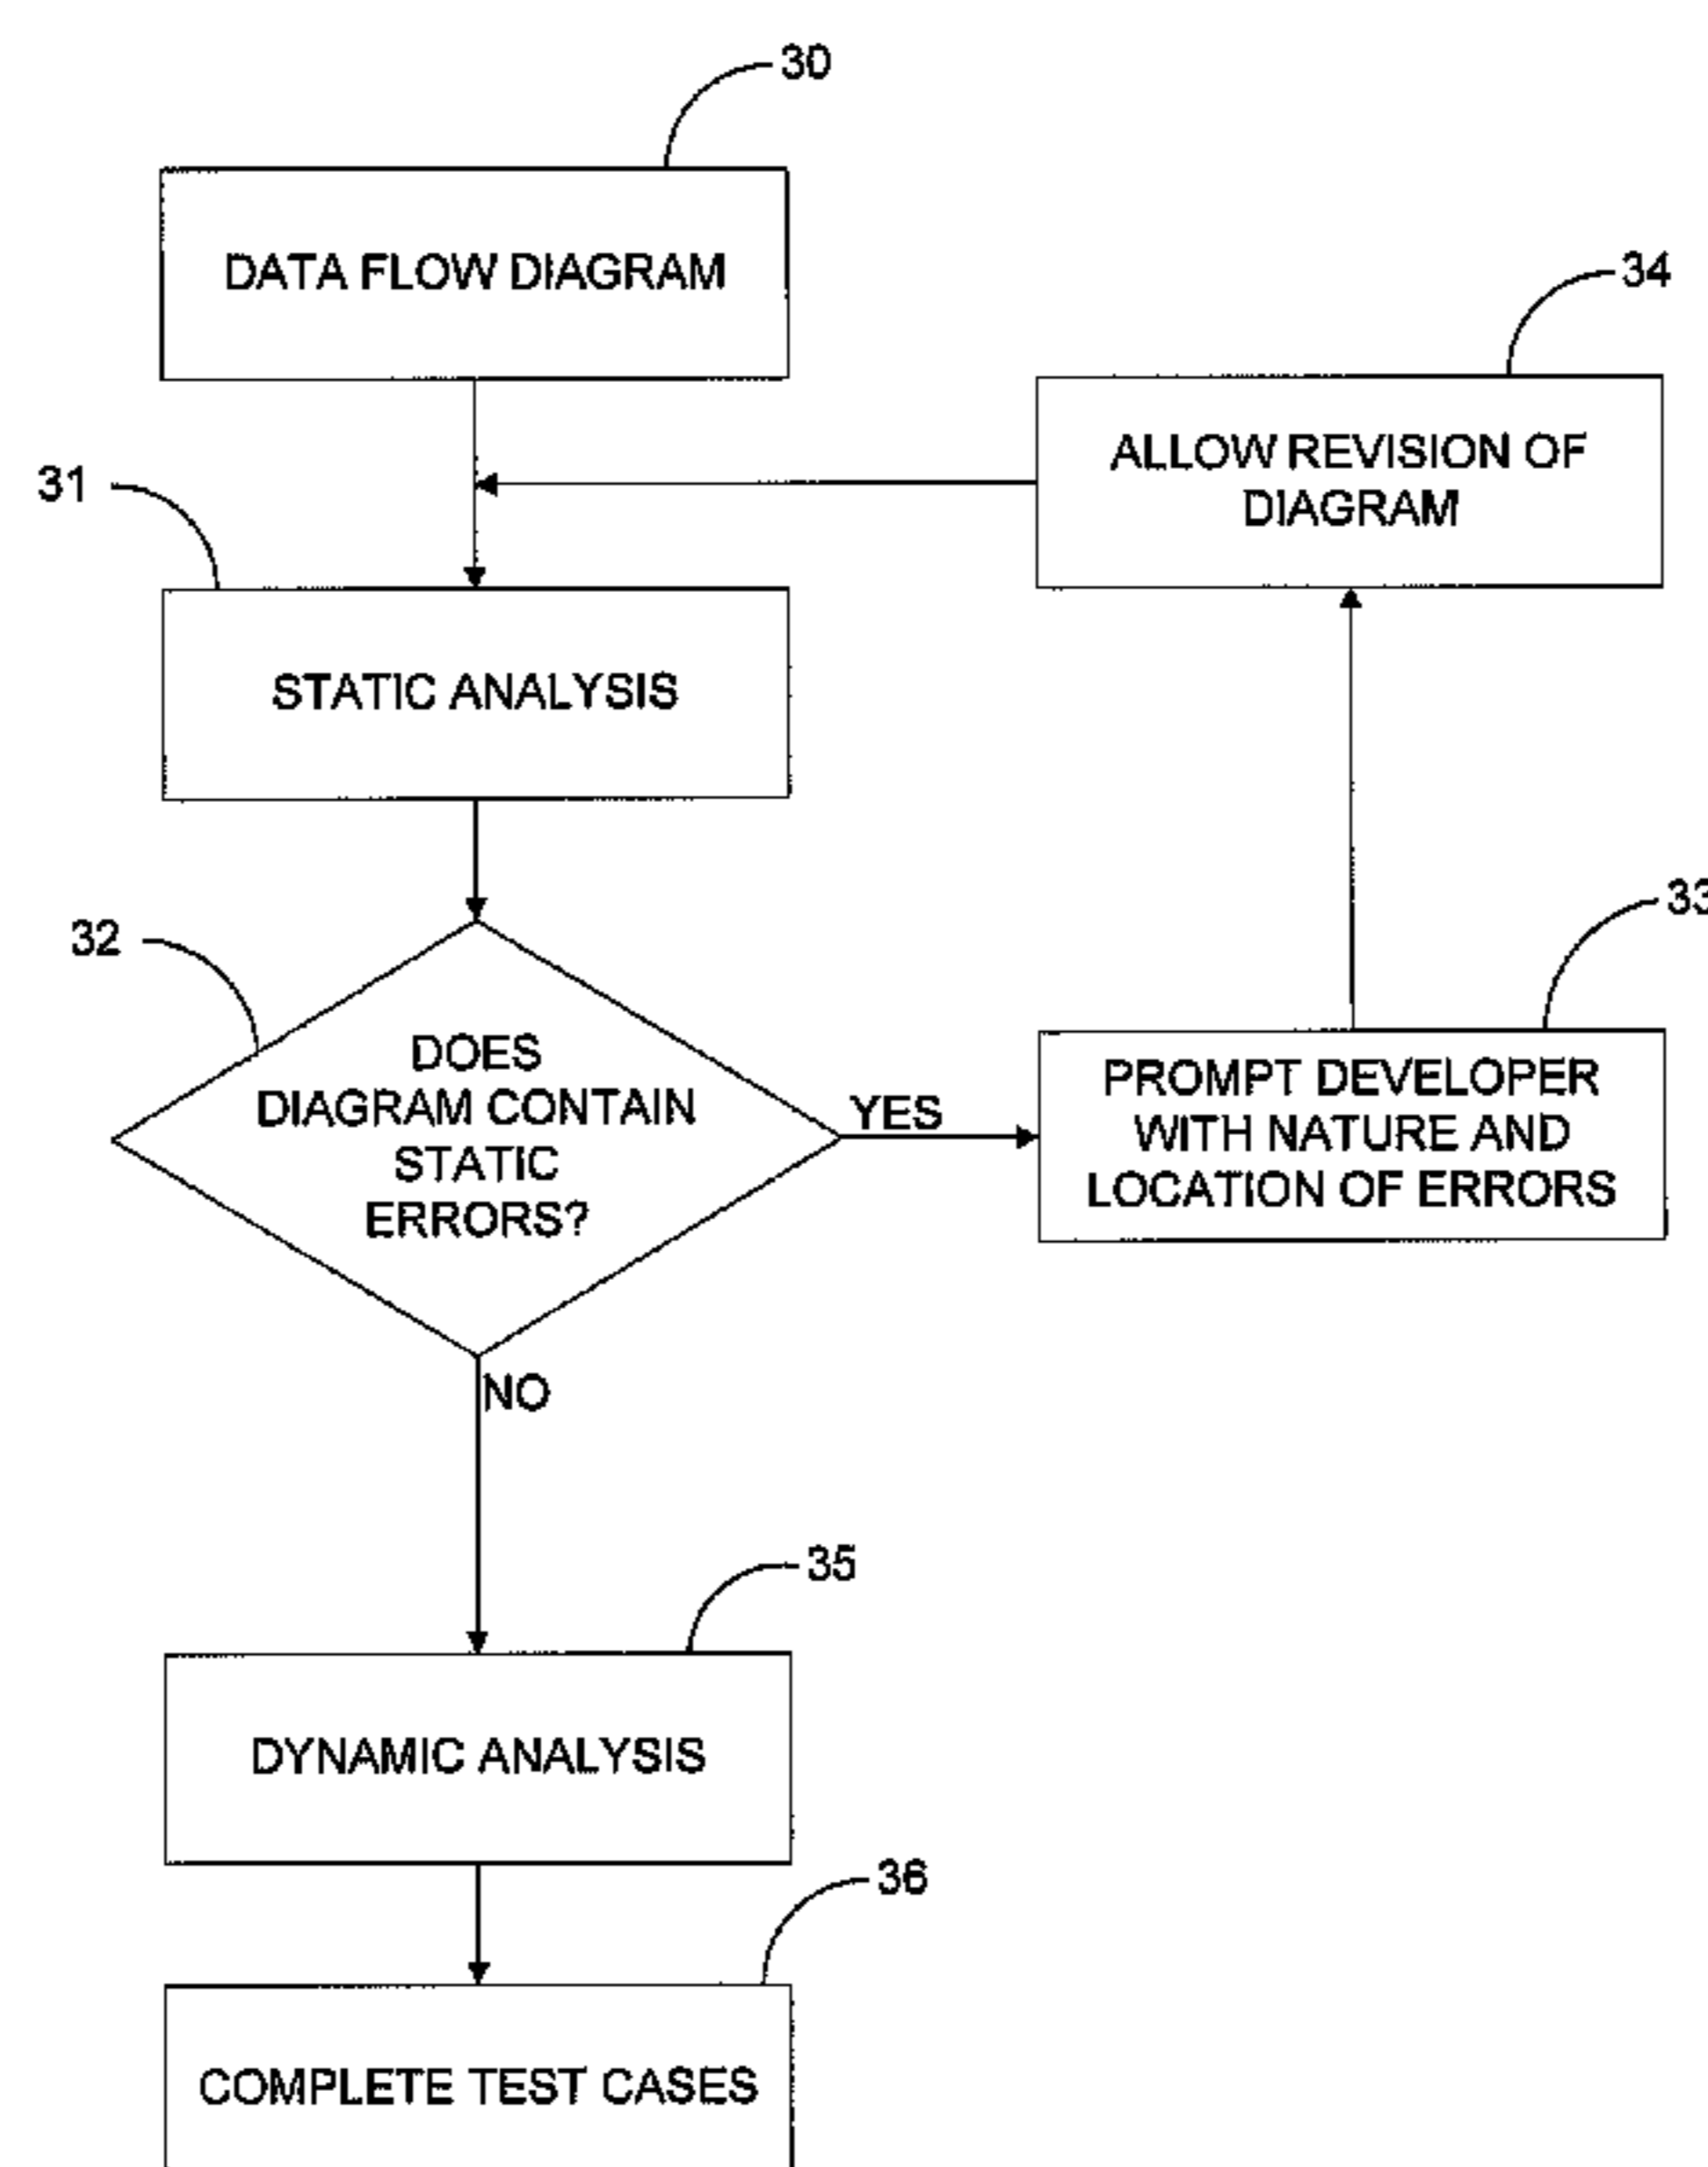 30
DATA FLOW DIAGRAM
34
ALLOW REVISION OF
DIAGRAM
31
STATIC ANALYSIS
32
DOES
DIAGRAM CONTAIN
STATIC
ERRORS?
YES
33
PROMPT DEVELOPER
WITH NATURE AND
LOCATION OF ERRORS
NO
35
DYNAMIC ANALYSIS
36
COMPLETE TEST CASES